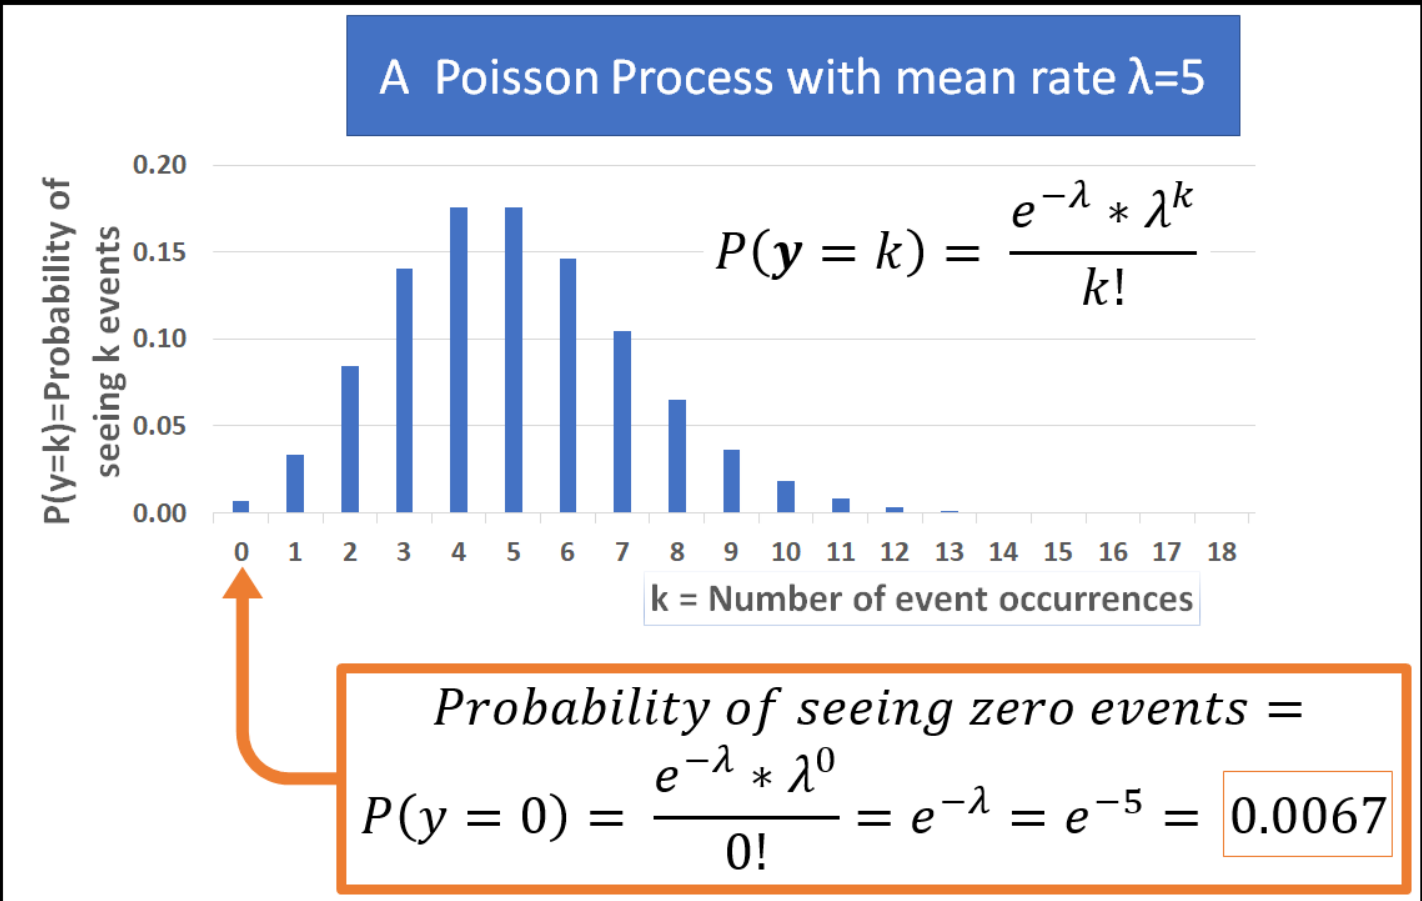 A  Poisson Process with mean rate λ=5
P(y=k)=Probability of
seeing k events
0.20
0.15
0.10
0.05
0.00
P(y = k) = e^{−λ} * λ^k / k!
0 1 2 3 4 5 6 7 8 9 10 11 12 13 14 15 16 17 18
k = Number of event occurrences
Probability of seeing zero events =
P(y = 0) = e^{−λ} * λ^0 / 0! = e^{−λ} = e^{−5} = 0.0067